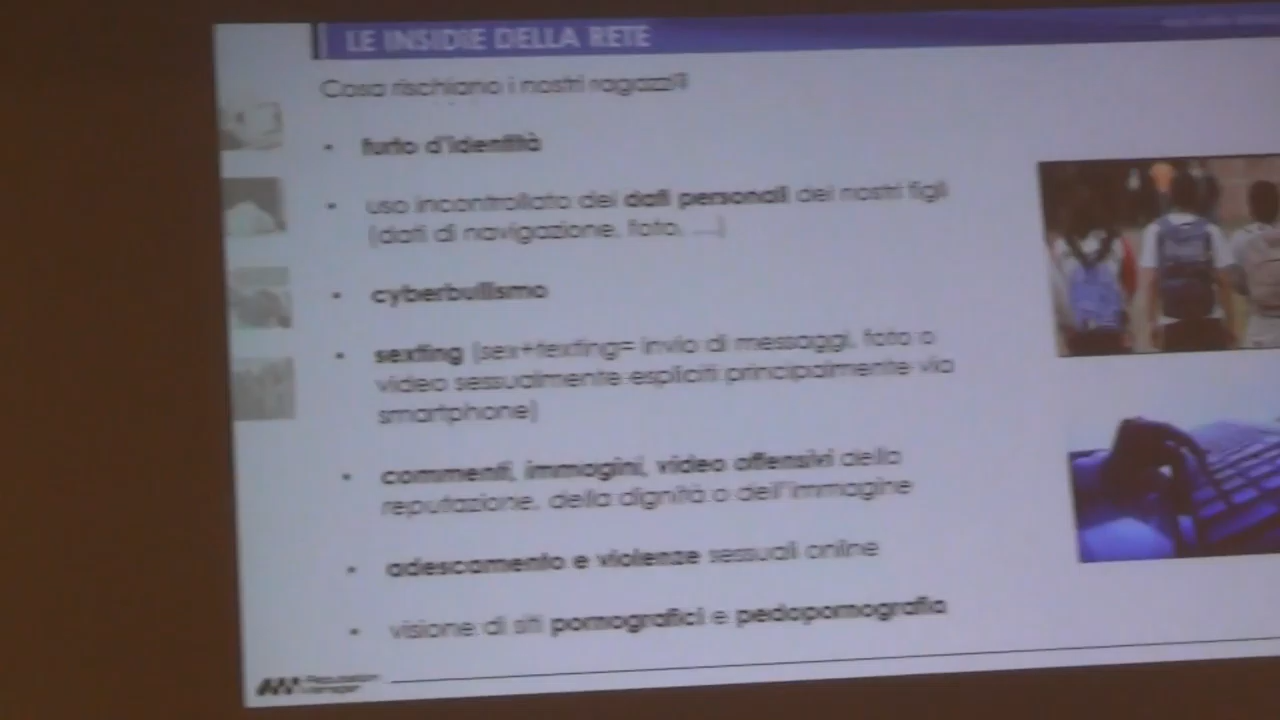 LE INSIDIE DELLA RETE
Cosa rischiano i nostri ragazzi?
• furto d'identità
• uso incontrollato dei dati personali dei nostri figli
(dati di navigazione, foto, ...)
• cyberbullismo
• sexting (sex+texting= invio di messaggi, foto o
video sessualmente espliciti principalmente via
smartphone)
• commenti, immagini, video offensivi della
reputazione, della dignità o dell'immagine
• adescamento e violenze sessuali online
• visione di siti pornografici e pedopornografia
Reputation
Manager